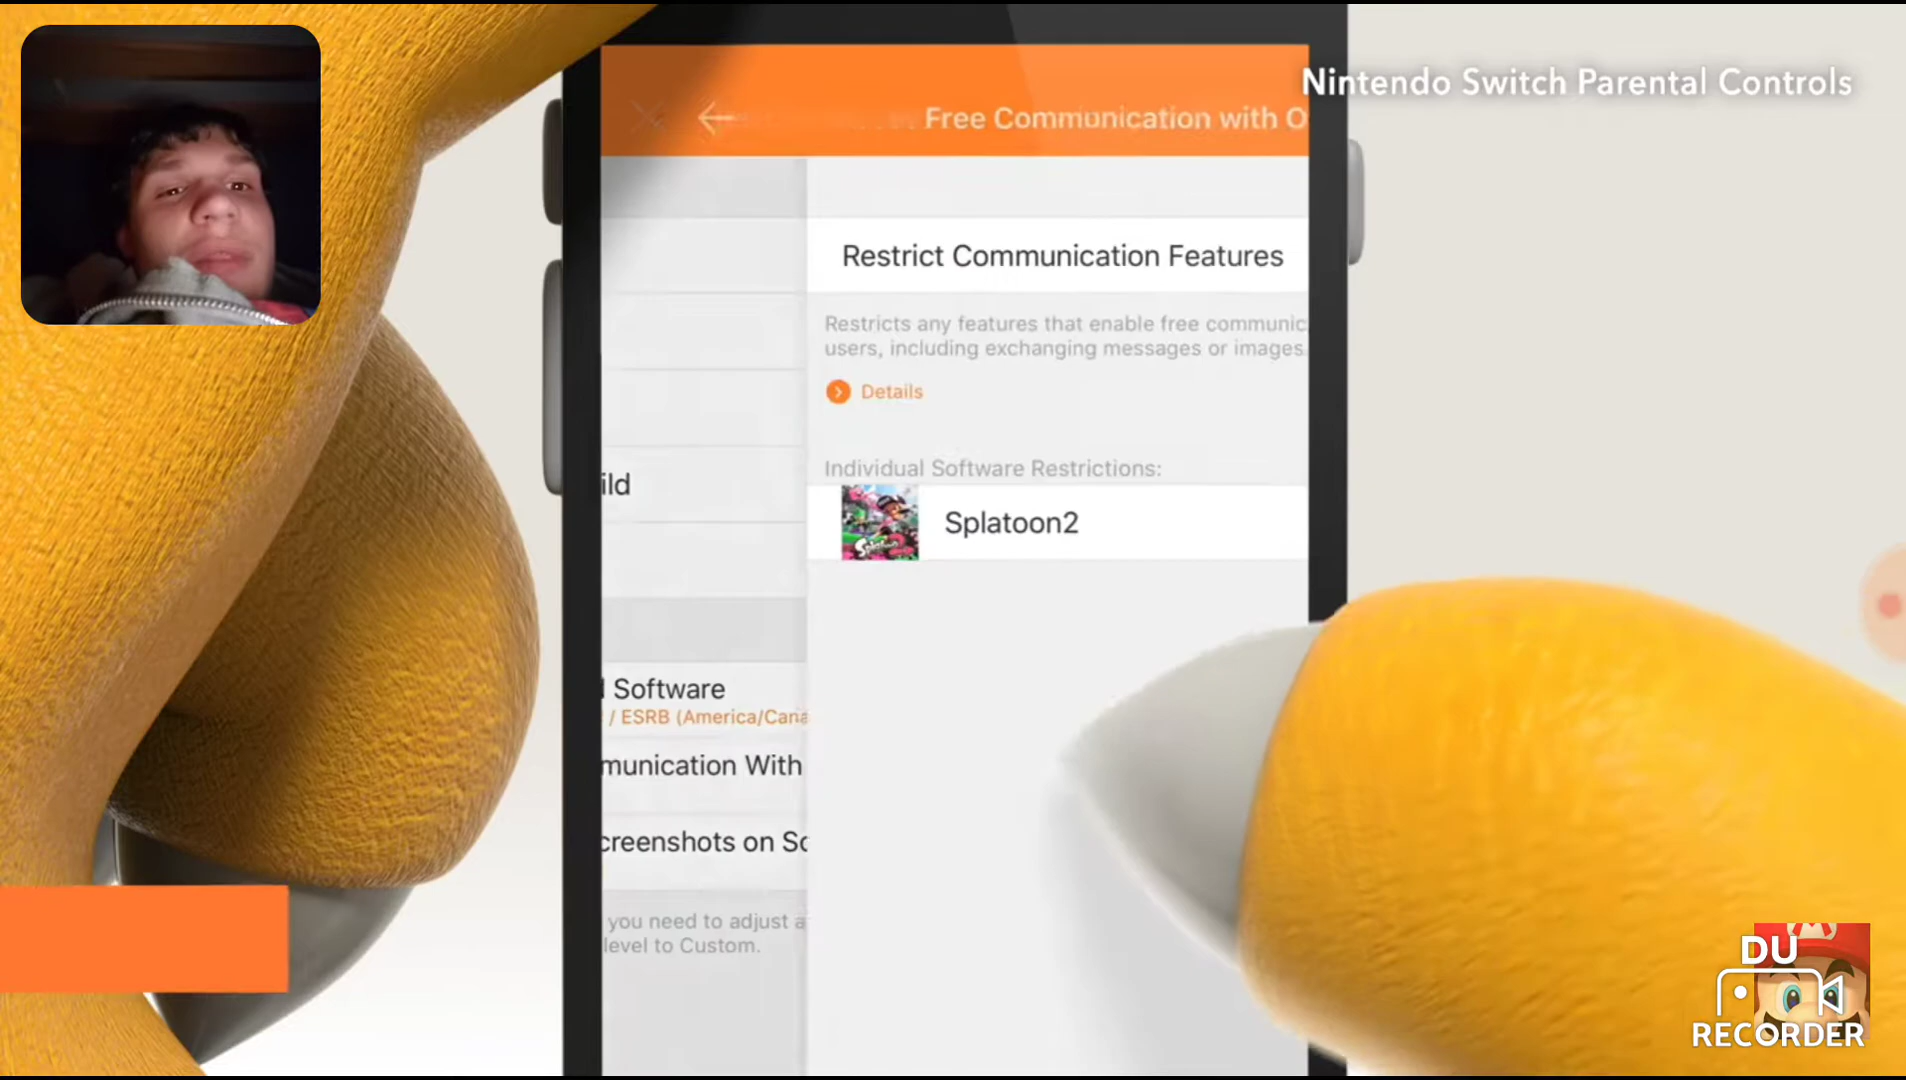 Nintendo Switch Parental Controls
Free Communication with O
Restrict Communication Features
Restricts any features that enable free communic
users, including exchanging messages or images.
Details
Individual Software Restrictions:
Splatoon2
ild
Software
/ ESRB (America/Cana
munication With
creenshots on Sc
you need to adjust a
level to Custom.
DU
RECORDER